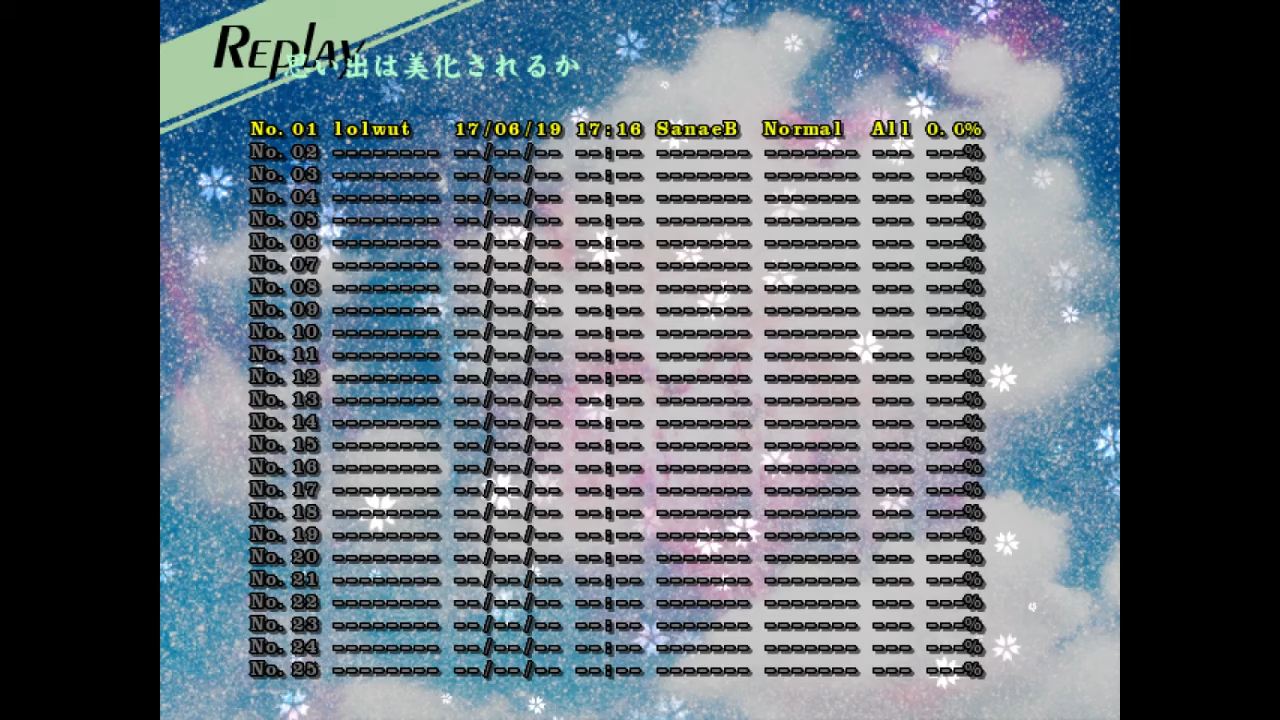 Replay
思い出は美化されるか
No. 01 lolwut 17/06/19 17:16 SanaeB Normal All 0.0%
No. 02 -------- --/--/-- --:-- ------- ------- --- ---%
No. 03 -------- --/--/-- --:-- ------- ------- --- ---%
No. 04 -------- --/--/-- --:-- ------- ------- --- ---%
No. 05 -------- --/--/-- --:-- ------- ------- --- ---%
No. 06 -------- --/--/-- --:-- ------- ------- --- ---%
No. 07 -------- --/--/-- --:-- ------- ------- --- ---%
No. 08 -------- --/--/-- --:-- ------- ------- --- ---%
No. 09 -------- --/--/-- --:-- ------- ------- --- ---%
No. 10 -------- --/--/-- --:-- ------- ------- --- ---%
No. 11 -------- --/--/-- --:-- ------- ------- --- ---%
No. 12 -------- --/--/-- --:-- ------- ------- --- ---%
No. 13 -------- --/--/-- --:-- ------- ------- --- ---%
No. 14 -------- --/--/-- --:-- ------- ------- --- ---%
No. 15 -------- --/--/-- --:-- ------- ------- --- ---%
No. 16 -------- --/--/-- --:-- ------- ------- --- ---%
No. 17 -------- --/--/-- --:-- ------- ------- --- ---%
No. 18 -------- --/--/-- --:-- ------- ------- --- ---%
No. 19 -------- --/--/-- --:-- ------- ------- --- ---%
No. 20 -------- --/--/-- --:-- ------- ------- --- ---%
No. 21 -------- --/--/-- --:-- ------- ------- --- ---%
No. 22 -------- --/--/-- --:-- ------- ------- --- ---%
No. 23 -------- --/--/-- --:-- ------- ------- --- ---%
No. 24 -------- --/--/-- --:-- ------- ------- --- ---%
No. 25 -------- --/--/-- --:-- ------- ------- --- ---%